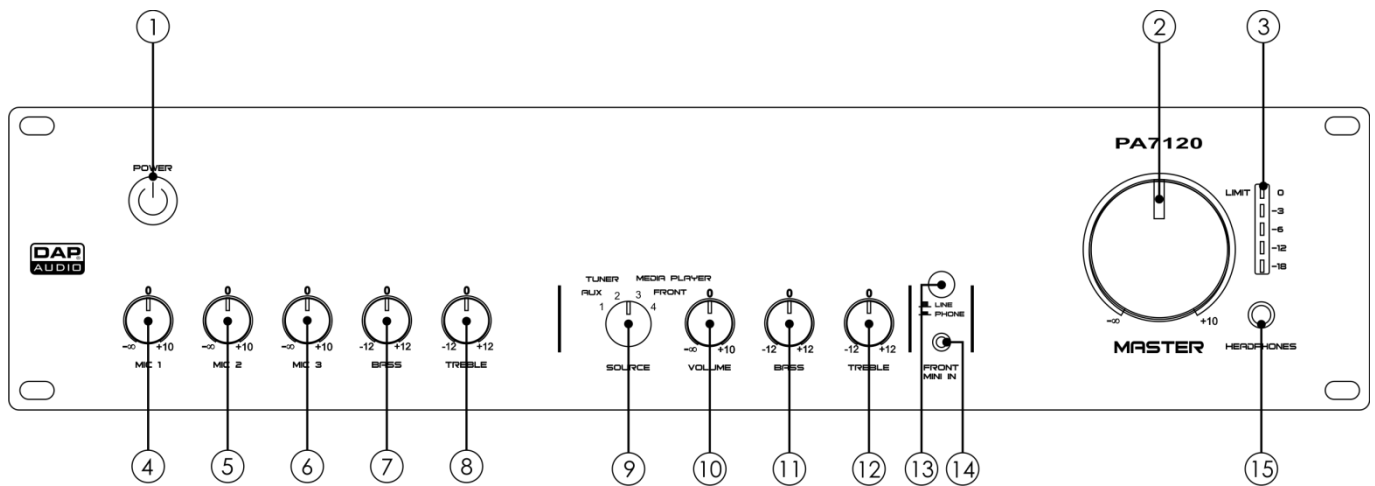 1
2
3
PA7120
POWER
LIMIT 0
-3
-6
-12
-18
DAP®
AUDIO
TUNER MEDIA PLAYER
AUX FRONT
1 2 3 4
LINE
PHONE
0 0 0 0 0 0 0 0
-∞ +10 -∞ +10 -∞ +10 -12 +12 -12 +12 -∞ +10 -12 +12 -12 +12
-∞ +10
MIC 1 MIC 2 MIC 3 BASS TREBLE SOURCE VOLUME BASS TREBLE
FRONT
MINI IN
MASTER
HEADPHONES
4 5 6 7 8 9 10 11 12 13 14 15